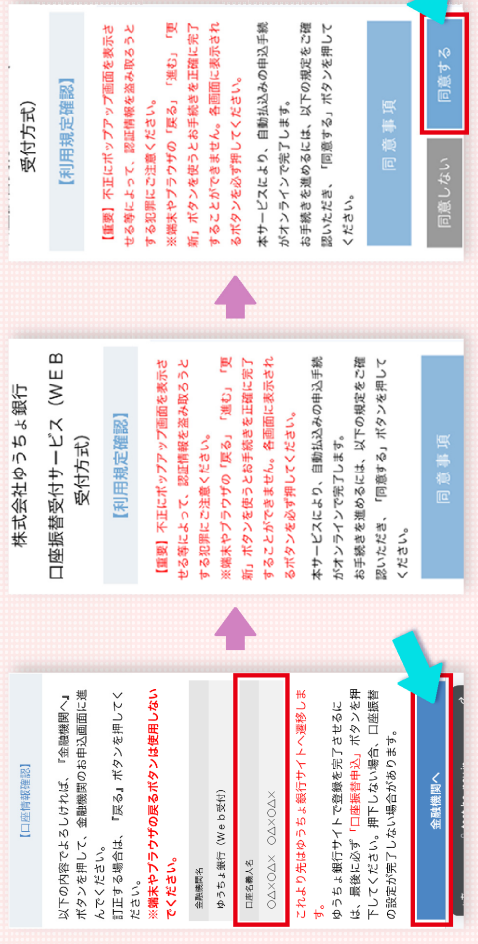 【口座情報確認】
以下の内容でよろしければ、『金融機関へ』
ボタンを押して、金融機関のお申込画面に進
んでください。
訂正する場合は、『戻る』ボタンを押してく
ださい。
※端末やブラウザの戻るボタンは使用しない
でください。
金融機関名
ゆうちょ銀行（Ｗｅｂ受付）
口座名義人名
○△×○△× ○△×○△×
これより先はゆうちょ銀行サイトへ遷移しま
す。
ゆうちょ銀行サイトで登録を完了させるに
は、最後に必ず「口座振替申込」ボタンを押
下してください。押下しない場合、口座振替
の設定が完了しない場合があります。
金融機関へ
株式会社ゆうちょ銀行
口座振替受付サービス（ＷＥＢ
受付方式）
【利用規定確認】
【重要】不正にポップアップ画面を表示さ
せる等によって、認証情報を盗み取ろうと
する犯罪にご注意ください。
※端末やブラウザの「戻る」「進む」「更
新」ボタンを使うとお手続きを正確に完了
することができません。各画面に表示され
るボタンを必ず押してください。
本サービスにより、自動払込みの申込手続
がオンラインで完了します。
お手続きを進めるには、以下の規定をご確
認いただき、「同意する」ボタンを押して
ください。
同意事項
受付方式）
【利用規定確認】
【重要】不正にポップアップ画面を表示さ
せる等によって、認証情報を盗み取ろうと
する犯罪にご注意ください。
※端末やブラウザの「戻る」「進む」「更
新」ボタンを使うとお手続きを正確に完了
することができません。各画面に表示され
るボタンを必ず押してください。
本サービスにより、自動払込みの申込手続
がオンラインで完了します。
お手続きを進めるには、以下の規定をご確
認いただき、「同意する」ボタンを押して
ください。
同意事項
同意しない
同意する